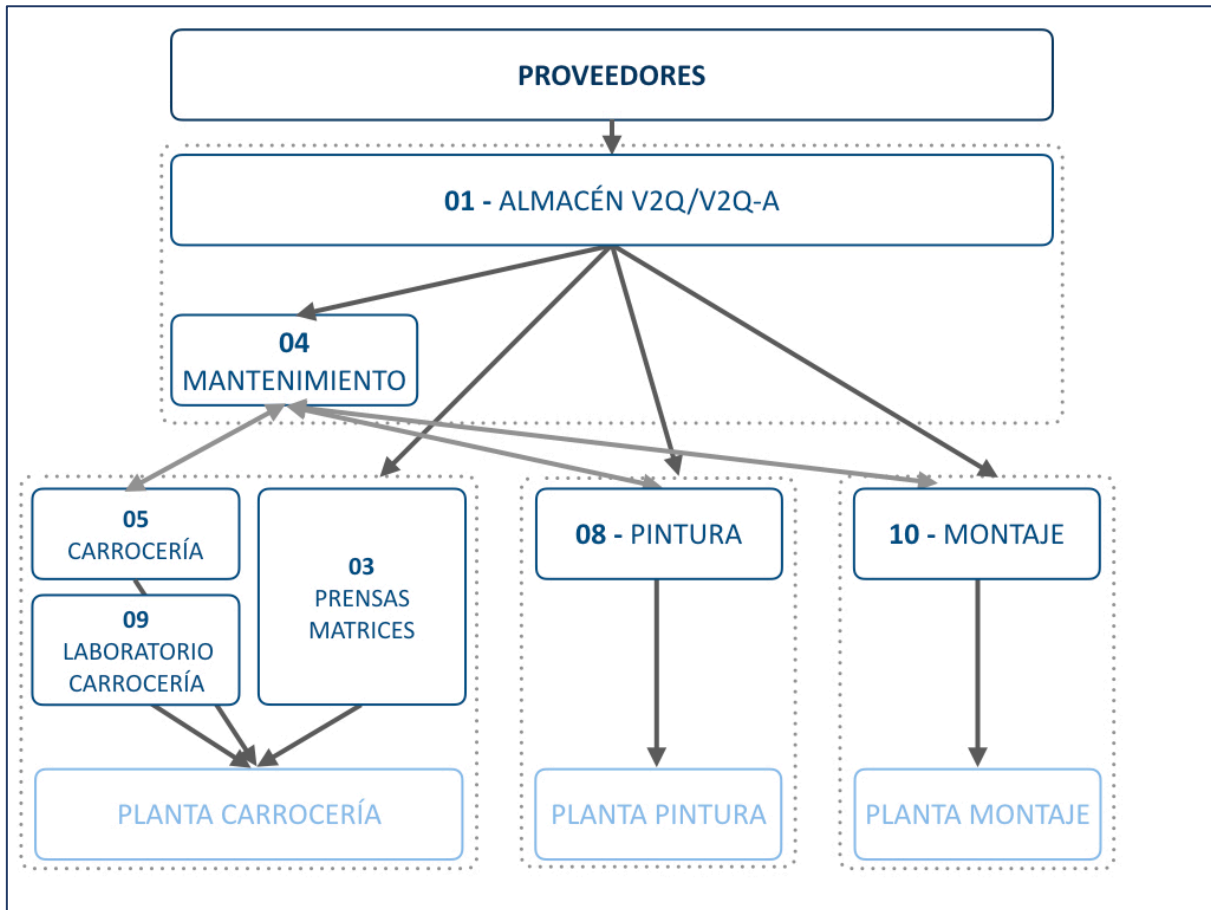 PROVEEDORES
01 - ALMACÉN V2Q/V2Q-A
04
MANTENIMIENTO
05
CARROCERÍA
09
LABORATORIO
CARROCERÍA
03
PRENSAS
MATRICES
08 - PINTURA
10 - MONTAJE
PLANTA CARROCERÍA
PLANTA PINTURA
PLANTA MONTAJE